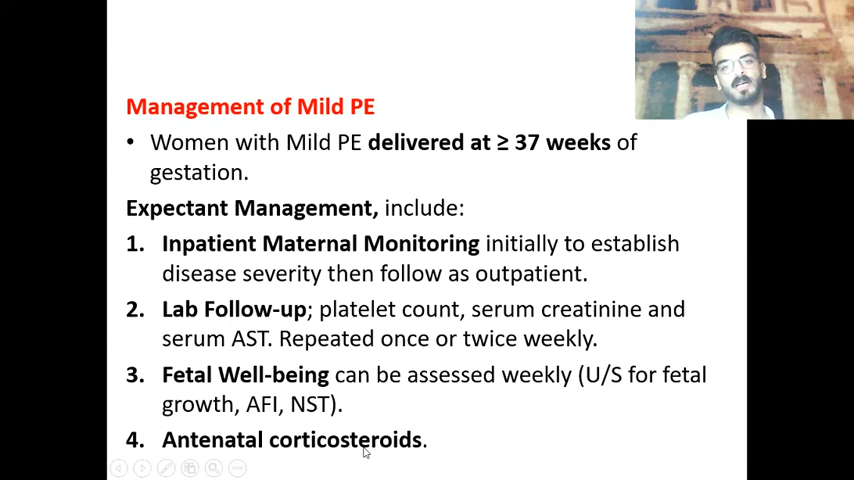 Management of Mild PE
• Women with Mild PE delivered at ≥ 37 weeks of
gestation.
Expectant Management, include:
1. Inpatient Maternal Monitoring initially to establish
disease severity then follow as outpatient.
2. Lab Follow-up; platelet count, serum creatinine and
serum AST. Repeated once or twice weekly.
3. Fetal Well-being can be assessed weekly (U/S for fetal
growth, AFI, NST).
4. Antenatal corticosteroids.